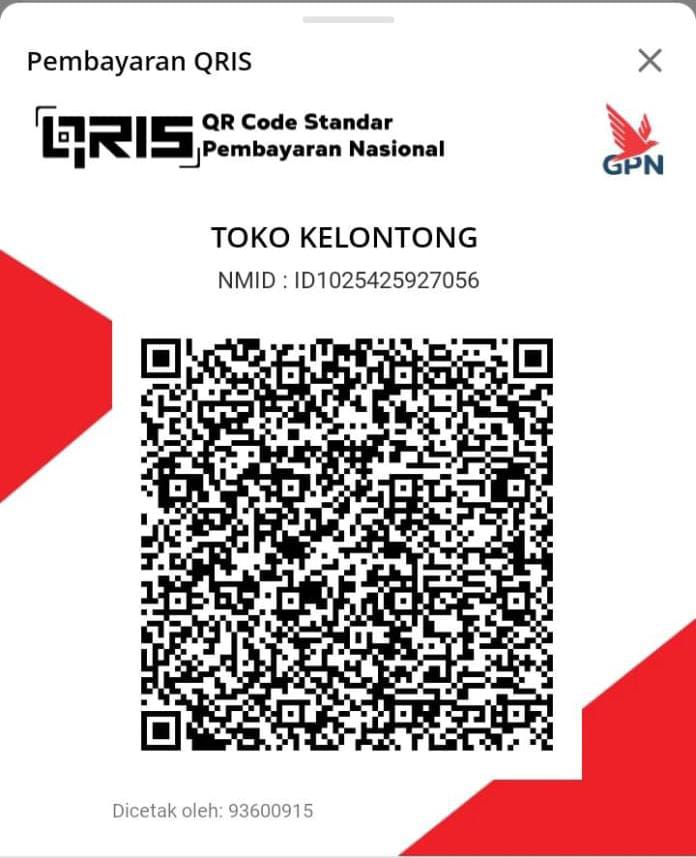 Pembayaran QRIS
QRIS QR Code Standar
Pembayaran Nasional
GPN
TOKO KELONTONG
NMID : ID1025425927056
Dicetak oleh: 93600915